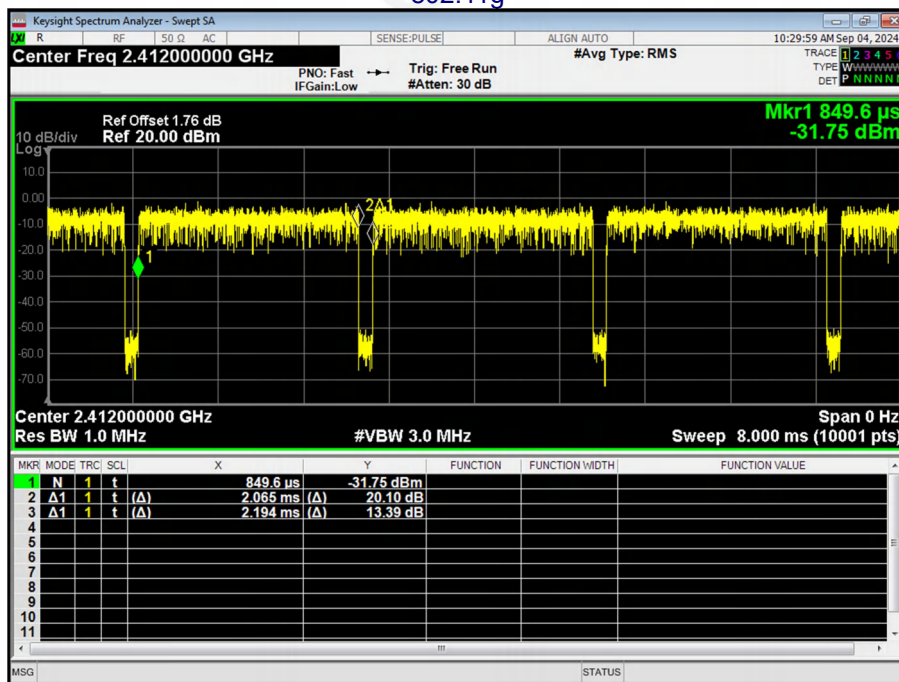 802.11g
Keysight Spectrum Analyzer - Swept SA
LXI R RF 50 Ω AC SENSE:PULSE ALIGN AUTO 10:29:59 AM Sep 04, 2024
Center Freq 2.412000000 GHz #Avg Type: RMS TRACE 1 2 3 4 5
PNO: Fast Trig: Free Run TYPE
IFGain:Low #Atten: 30 dB DET P N N N N
Mkr1 849.6 µs
Ref Offset 1.76 dB
10 dB/div Ref 20.00 dBm -31.75 dBm
Log
10.0
0.00
2Δ1
-10.0
-20.0
1
-30.0
-40.0
-50.0
-60.0
-70.0
Center 2.412000000 GHz Span 0 Hz
Res BW 1.0 MHz #VBW 3.0 MHz Sweep 8.000 ms (10001 pts)
MKR MODE TRC SCL X Y FUNCTION FUNCTION WIDTH FUNCTION VALUE
1 N 1 t 849.6 µs -31.75 dBm
2 Δ1 1 t (Δ) 2.065 ms (Δ) 20.10 dB
3 Δ1 1 t (Δ) 2.194 ms (Δ) 13.39 dB
4
5
6
7
8
9
10
11
MSG STATUS